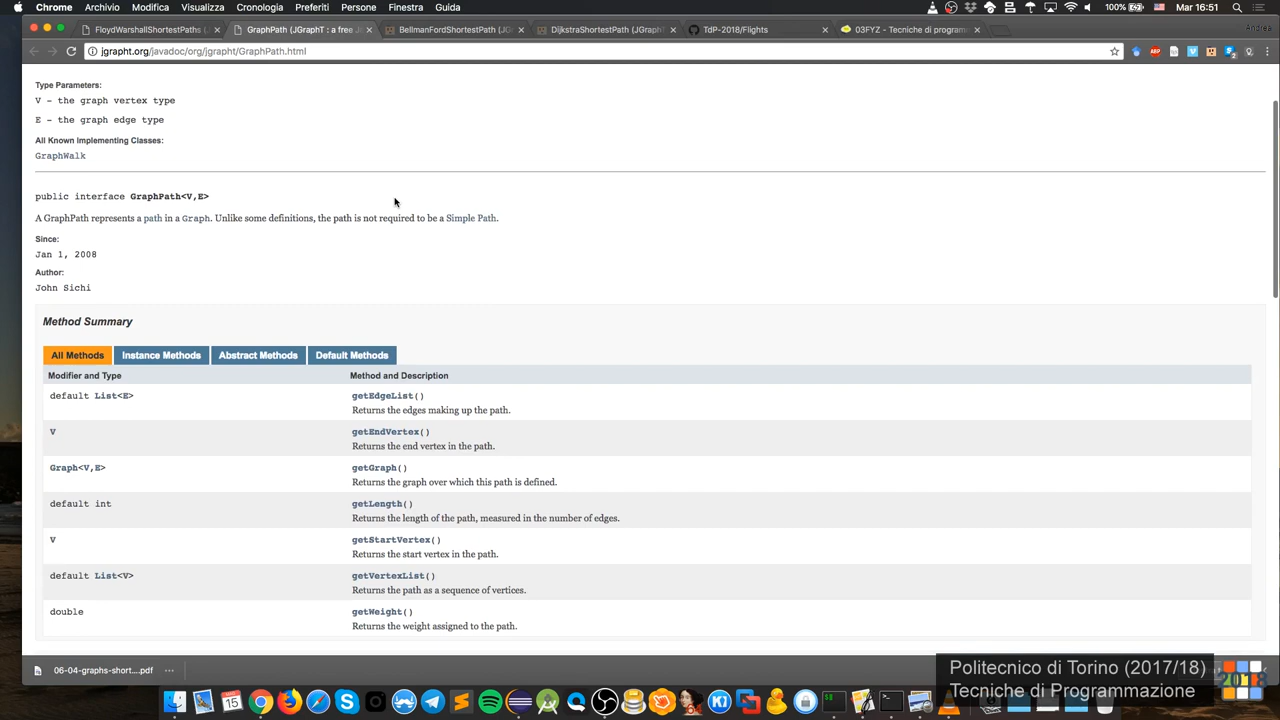 Chrome Archivio Modifica Visualizza Cronologia Preferiti Persone Finestra Guida 100% Mar 16:51
FloydWarshallShortestPaths ( GraphPath (JGraphT : a free J BellmanFordShortestPath (JG DijkstraShortestPath (JGraph TdP-2018/Flights 03FYZ - Tecniche di programm Andrea
jgrapht.org/javadoc/org/jgrapht/GraphPath.html
Type Parameters:
V - the graph vertex type
E - the graph edge type
All Known Implementing Classes:
GraphWalk
public interface GraphPath<V,E>
A GraphPath represents a path in a Graph. Unlike some definitions, the path is not required to be a Simple Path.
Since:
Jan 1, 2008
Author:
John Sichi
Method Summary
All Methods Instance Methods Abstract Methods Default Methods
Modifier and Type Method and Description
default List<E> getEdgeList()
Returns the edges making up the path.
V getEndVertex()
Returns the end vertex in the path.
Graph<V,E> getGraph()
Returns the graph over which this path is defined.
default int getLength()
Returns the length of the path, measured in the number of edges.
V getStartVertex()
Returns the start vertex in the path.
default List<V> getVertexList()
Returns the path as a sequence of vertices.
double getWeight()
Returns the weight assigned to the path.
06-04-graphs-short....pdf
Politecnico di Torino (2017/18)
Tecniche di Programmazione
2018